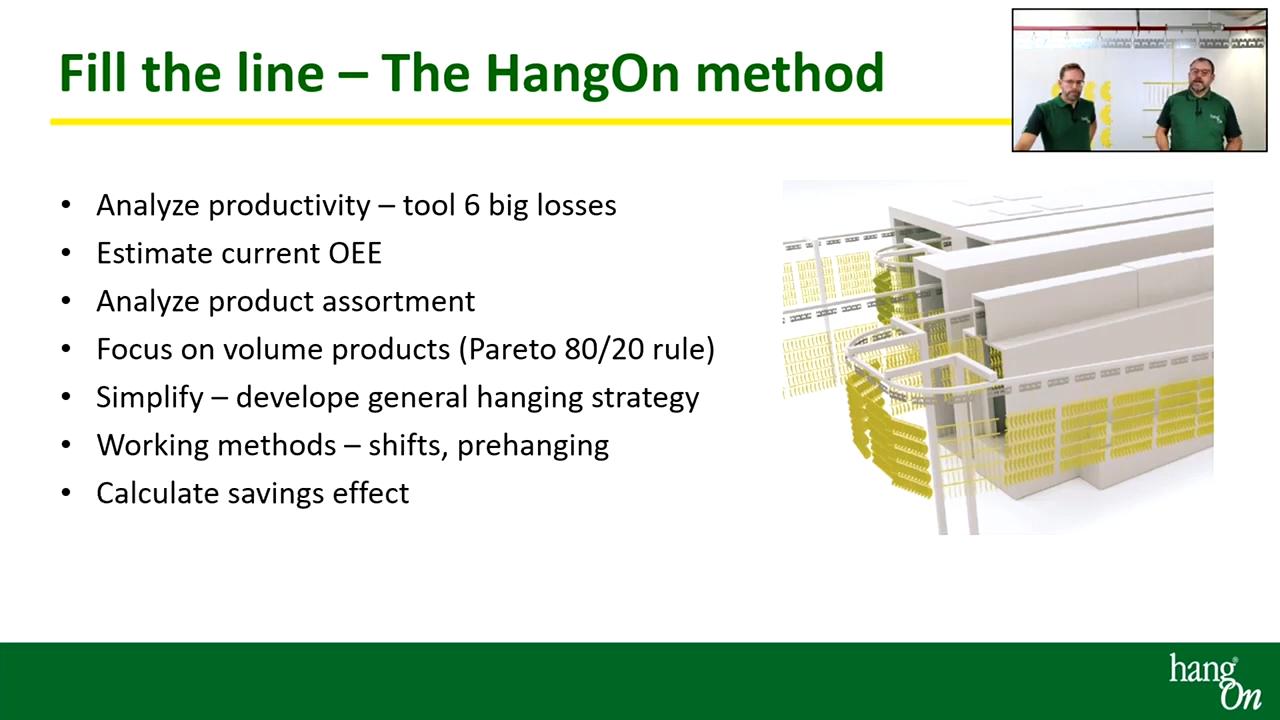 Fill the line – The HangOn method
• Analyze productivity – tool 6 big losses
• Estimate current OEE
• Analyze product assortment
• Focus on volume products (Pareto 80/20 rule)
• Simplify – develope general hanging strategy
• Working methods – shifts, prehanging
• Calculate savings effect
hang®
On